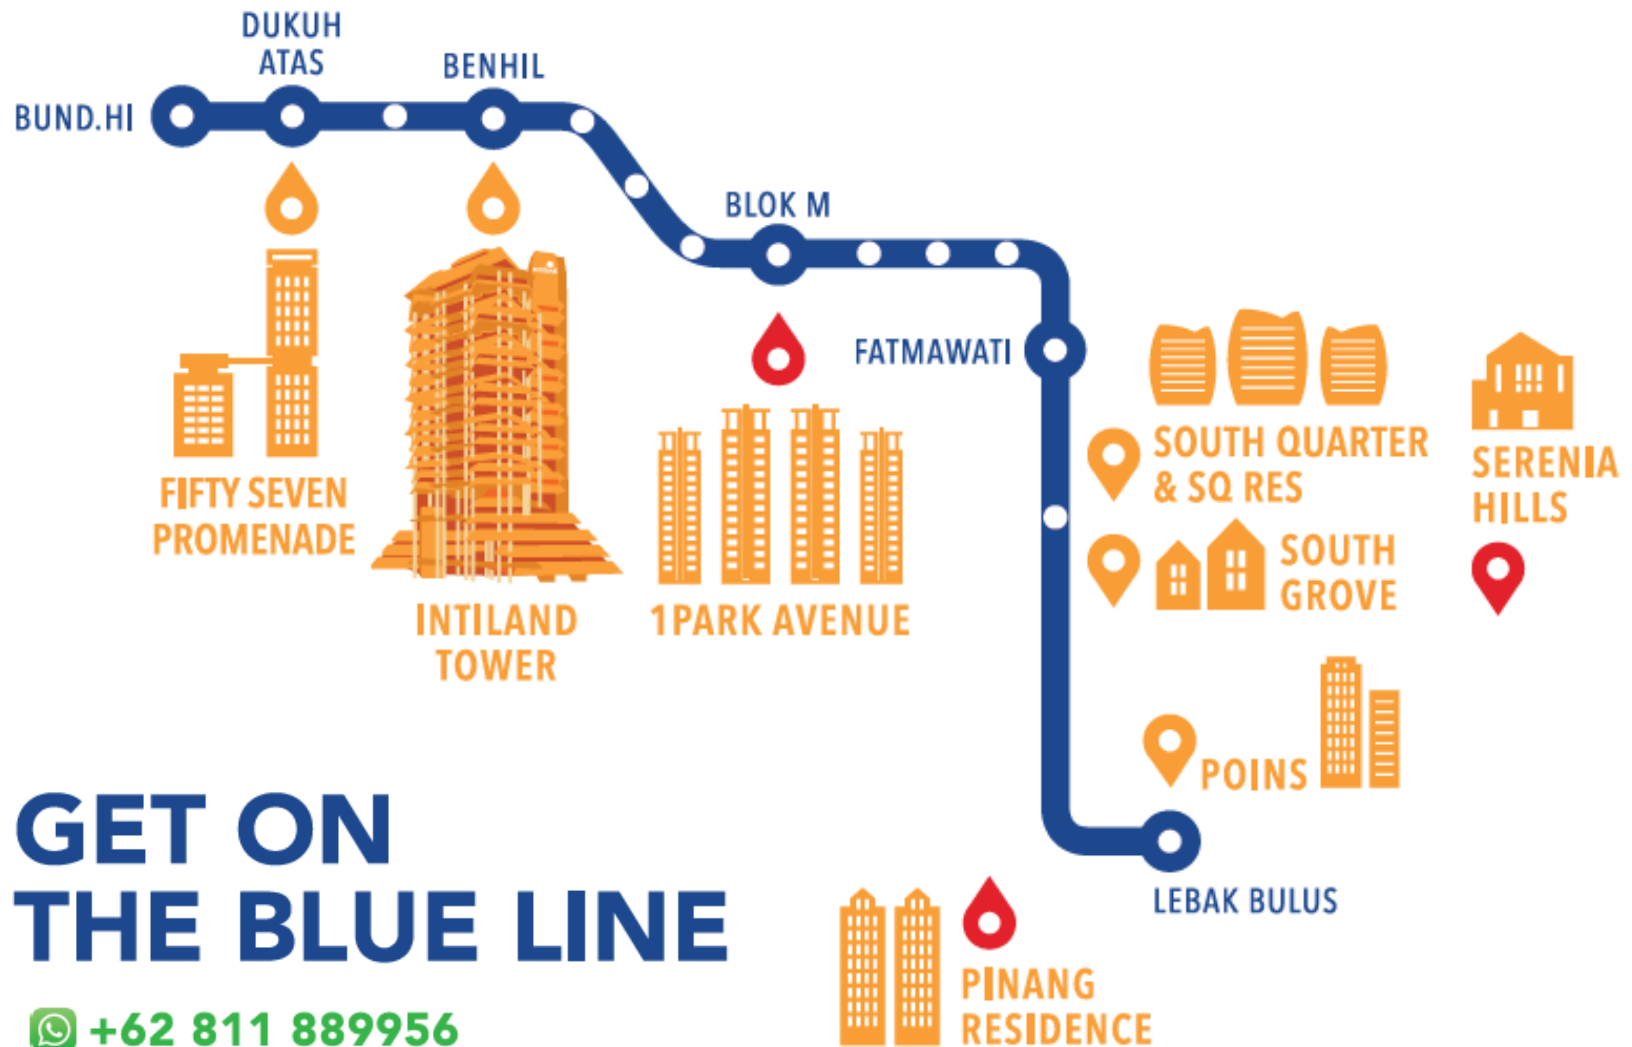 DUKUH
ATAS
BENHIL
BUND.HI
BLOK M
FATMAWATI
SOUTH QUARTER
& SQ RES
SERENIA
HILLS
FIFTY SEVEN
PROMENADE
SOUTH
GROVE
INTILAND
TOWER
1PARK AVENUE
POINS
GET ON
THE BLUE LINE
LEBAK BULUS
PINANG
RESIDENCE
+62 811 889956